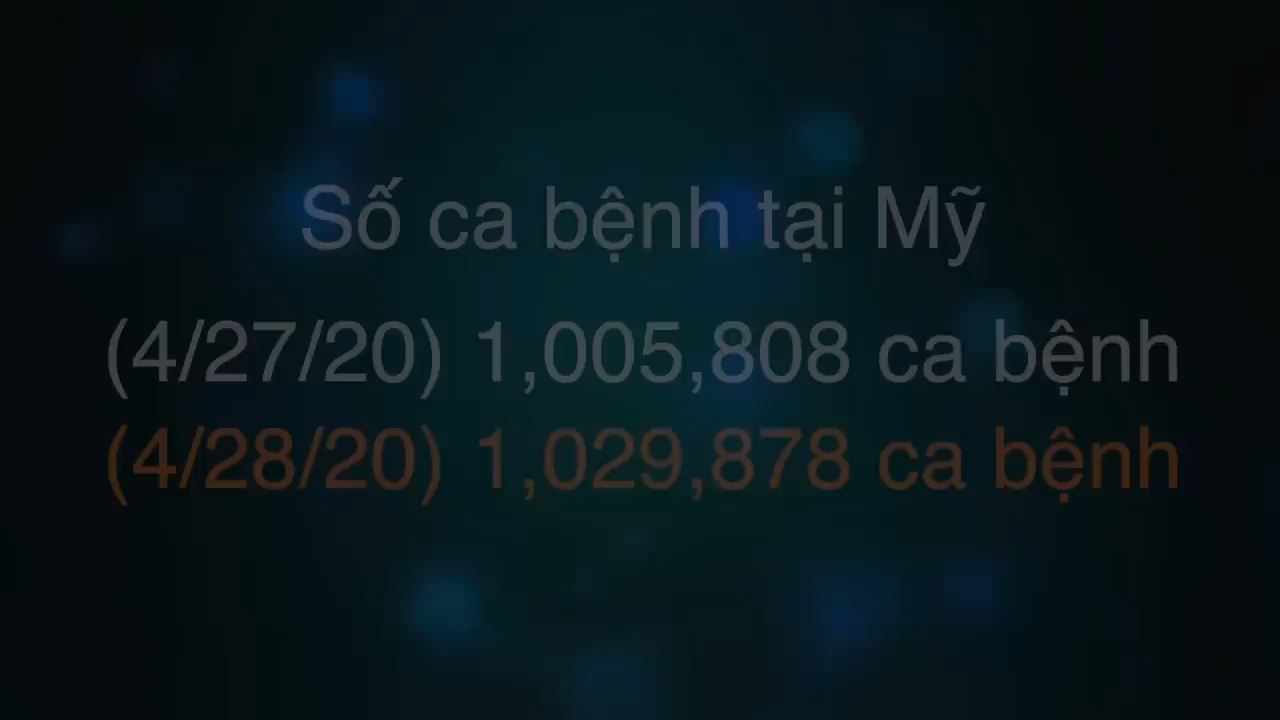 Số ca bệnh tại Mỹ
(4/27/20) 1,005,808 ca bệnh
(4/28/20) 1,029,878 ca bệnh